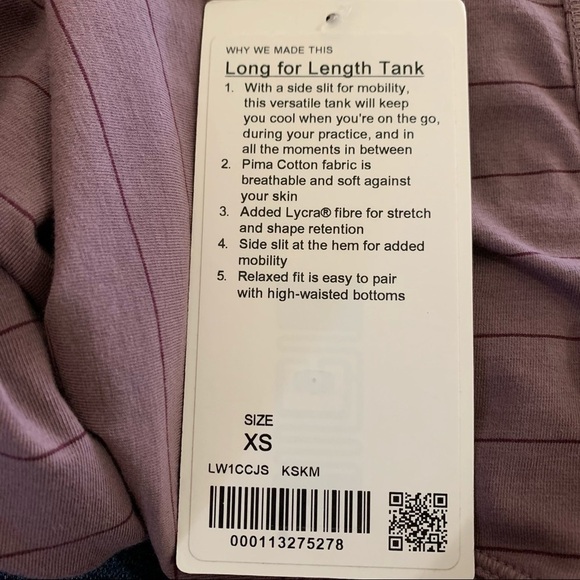 WHY WE MADE THIS
Long for Length Tank
1. With a side slit for mobility,
this versatile tank will keep
you cool when you're on the go,
during your practice, and in
all the moments in between
2. Pima Cotton fabric is
breathable and soft against
your skin
3. Added Lycra® fibre for stretch
and shape retention
4. Side slit at the hem for added
mobility
5. Relaxed fit is easy to pair
with high-waisted bottoms
SIZE
XS
LW1CCJS KSKM
000113275278